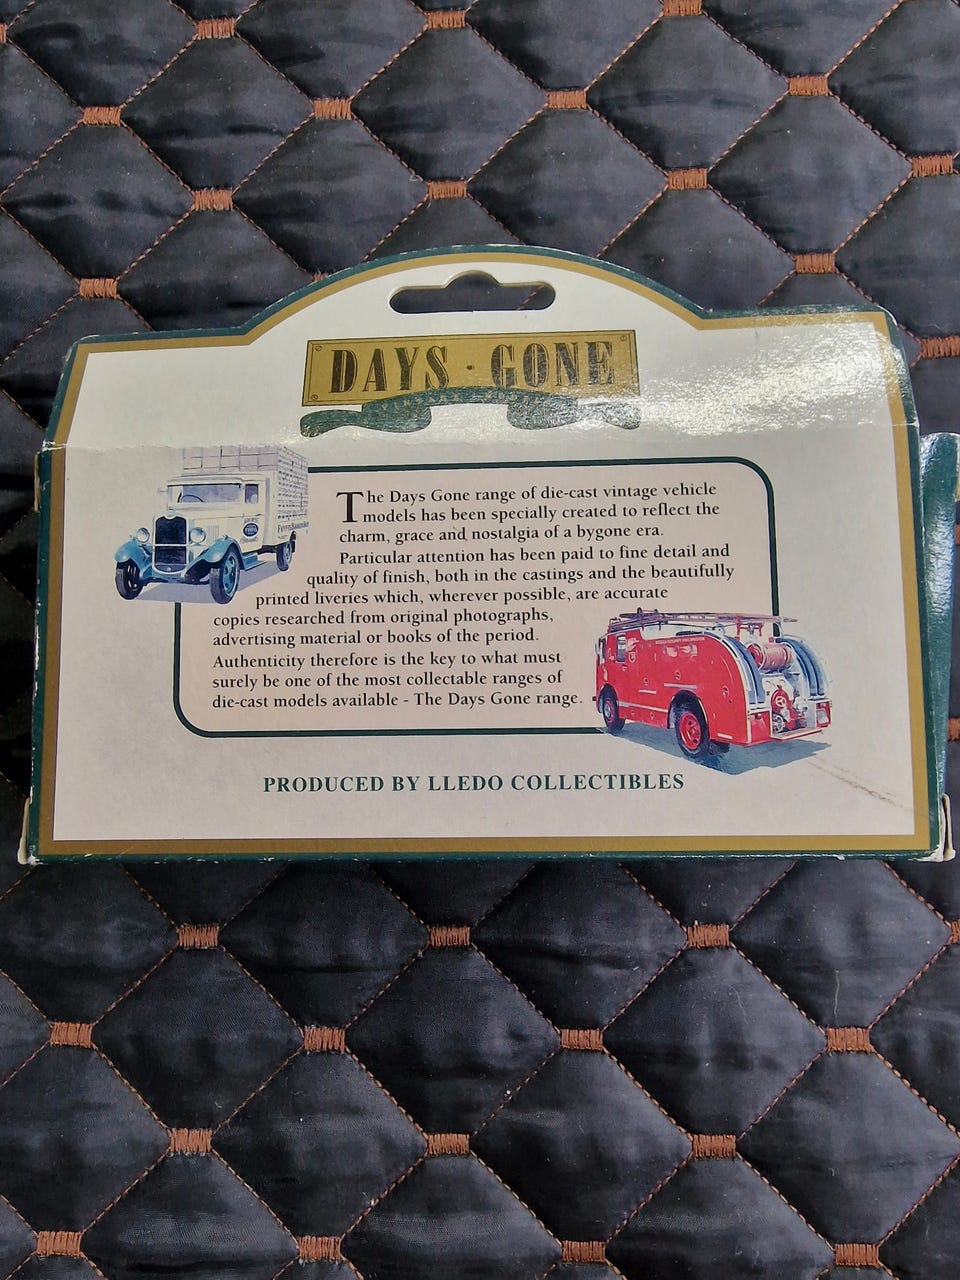 DAYS · GONE
The Days Gone range of die-cast vintage vehicle
models has been specially created to reflect the
charm, grace and nostalgia of a bygone era.
Particular attention has been paid to fine detail and
quality of finish, both in the castings and the beautifully
printed liveries which, wherever possible, are accurate
copies researched from original photographs,
advertising material or books of the period.
Authenticity therefore is the key to what must
surely be one of the most collectable ranges of
die-cast models available - The Days Gone range.
PRODUCED BY LLEDO COLLECTIBLES